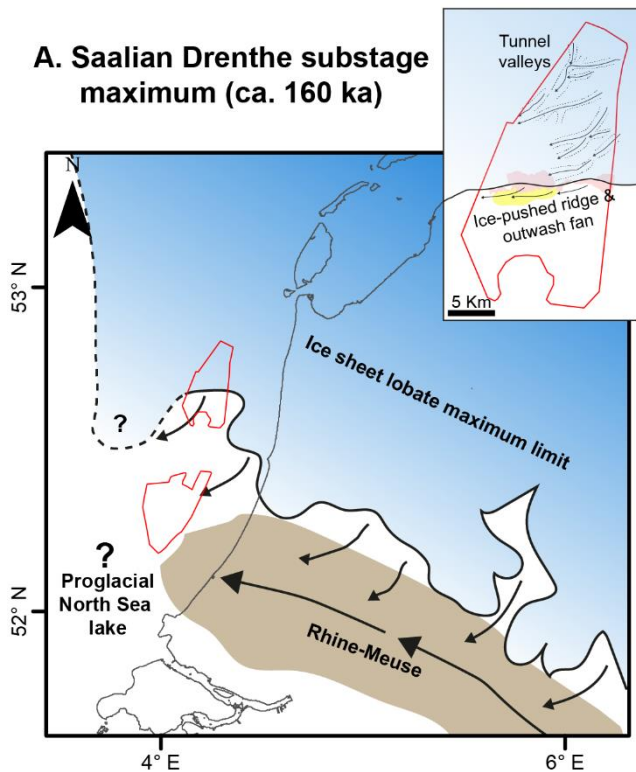 A. Saalian Drenthe substage
maximum (ca. 160 ka)
Tunnel
valleys
Ice-pushed ridge &
outwash fan
5 Km
N
53° N
Ice sheet lobate maximum limit
?
?
Proglacial
North Sea
lake
52° N
Rhine-Meuse
4° E
6° E